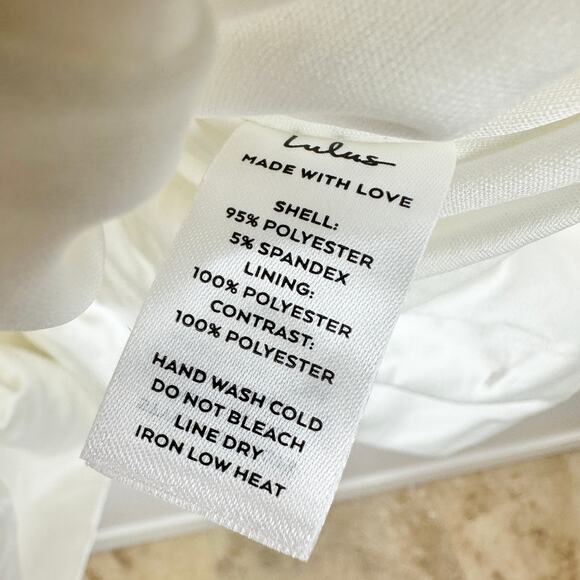 Lulus
MADE WITH LOVE
SHELL:
95% POLYESTER
5% SPANDEX
LINING:
100% POLYESTER
CONTRAST:
100% POLYESTER
HAND WASH COLD
DO NOT BLEACH
LINE DRY
IRON LOW HEAT